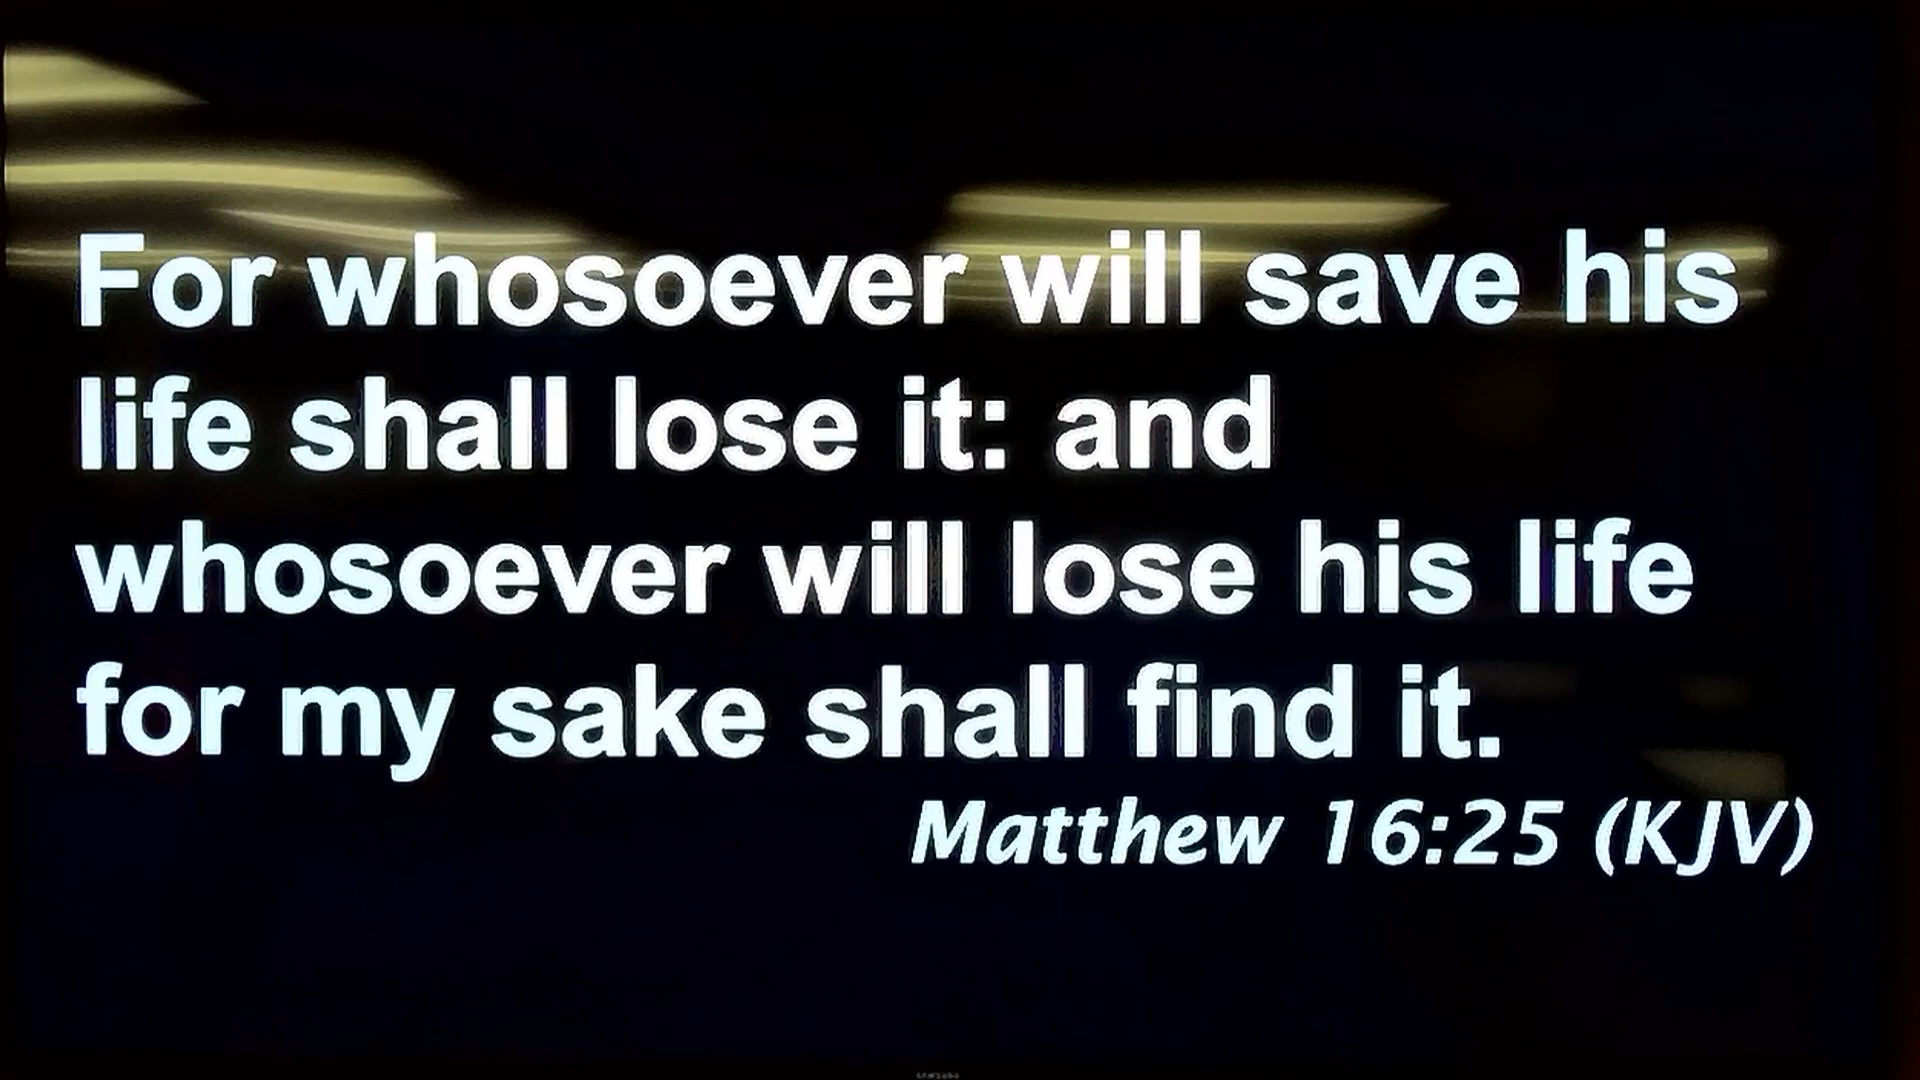 For whosoever will save his
life shall lose it: and
whosoever will lose his life
for my sake shall find it.
Matthew 16:25 (KJV)